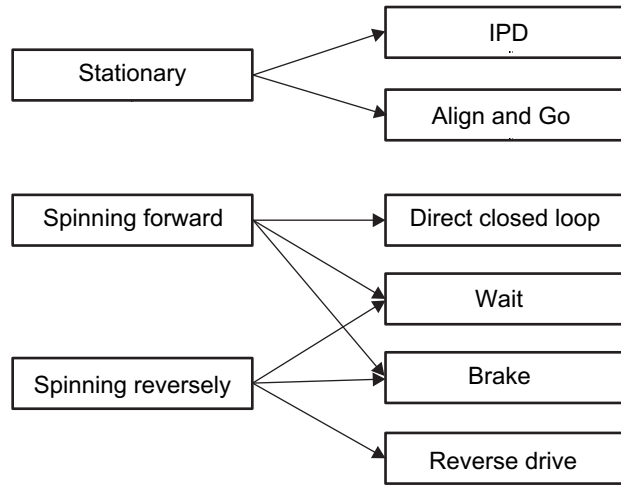 Stationary
IPD
Align and Go
Spinning forward
Direct closed loop
Wait
Spinning reversely
Brake
Reverse drive